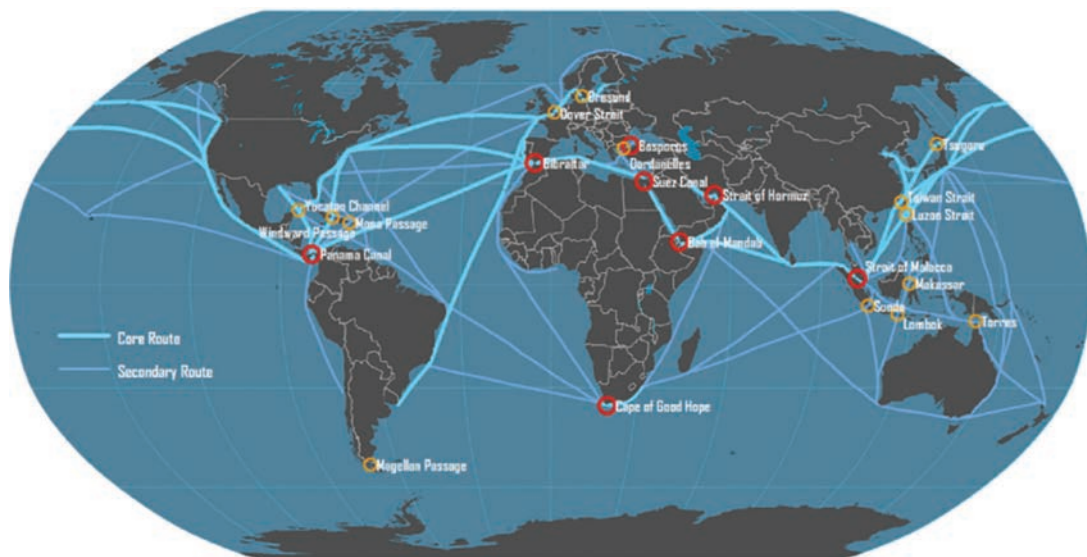 Oresund
Dover Strait
Bosporus
Gibraltar
Dardanelles
Tsugaru
Suez Canal
Strait of Hormuz
Taiwan Strait
Yucatan Channel
Luzon Strait
Windward Passage
Mona Passage
Bab el-Mandab
Panama Canal
Strait of Malacca
Makassar
Sunda
Lombok
Torres
Core Route
Secondary Route
Cape of Good Hope
Magellan Passage